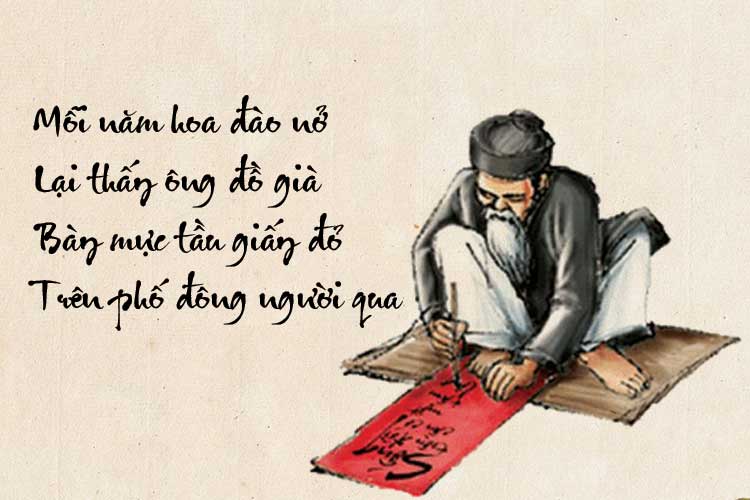 Mỗi năm hoa đào nở
Lại thấy ông đồ già
Bày mực tầu giấy đỏ
Trên phố đông người qua